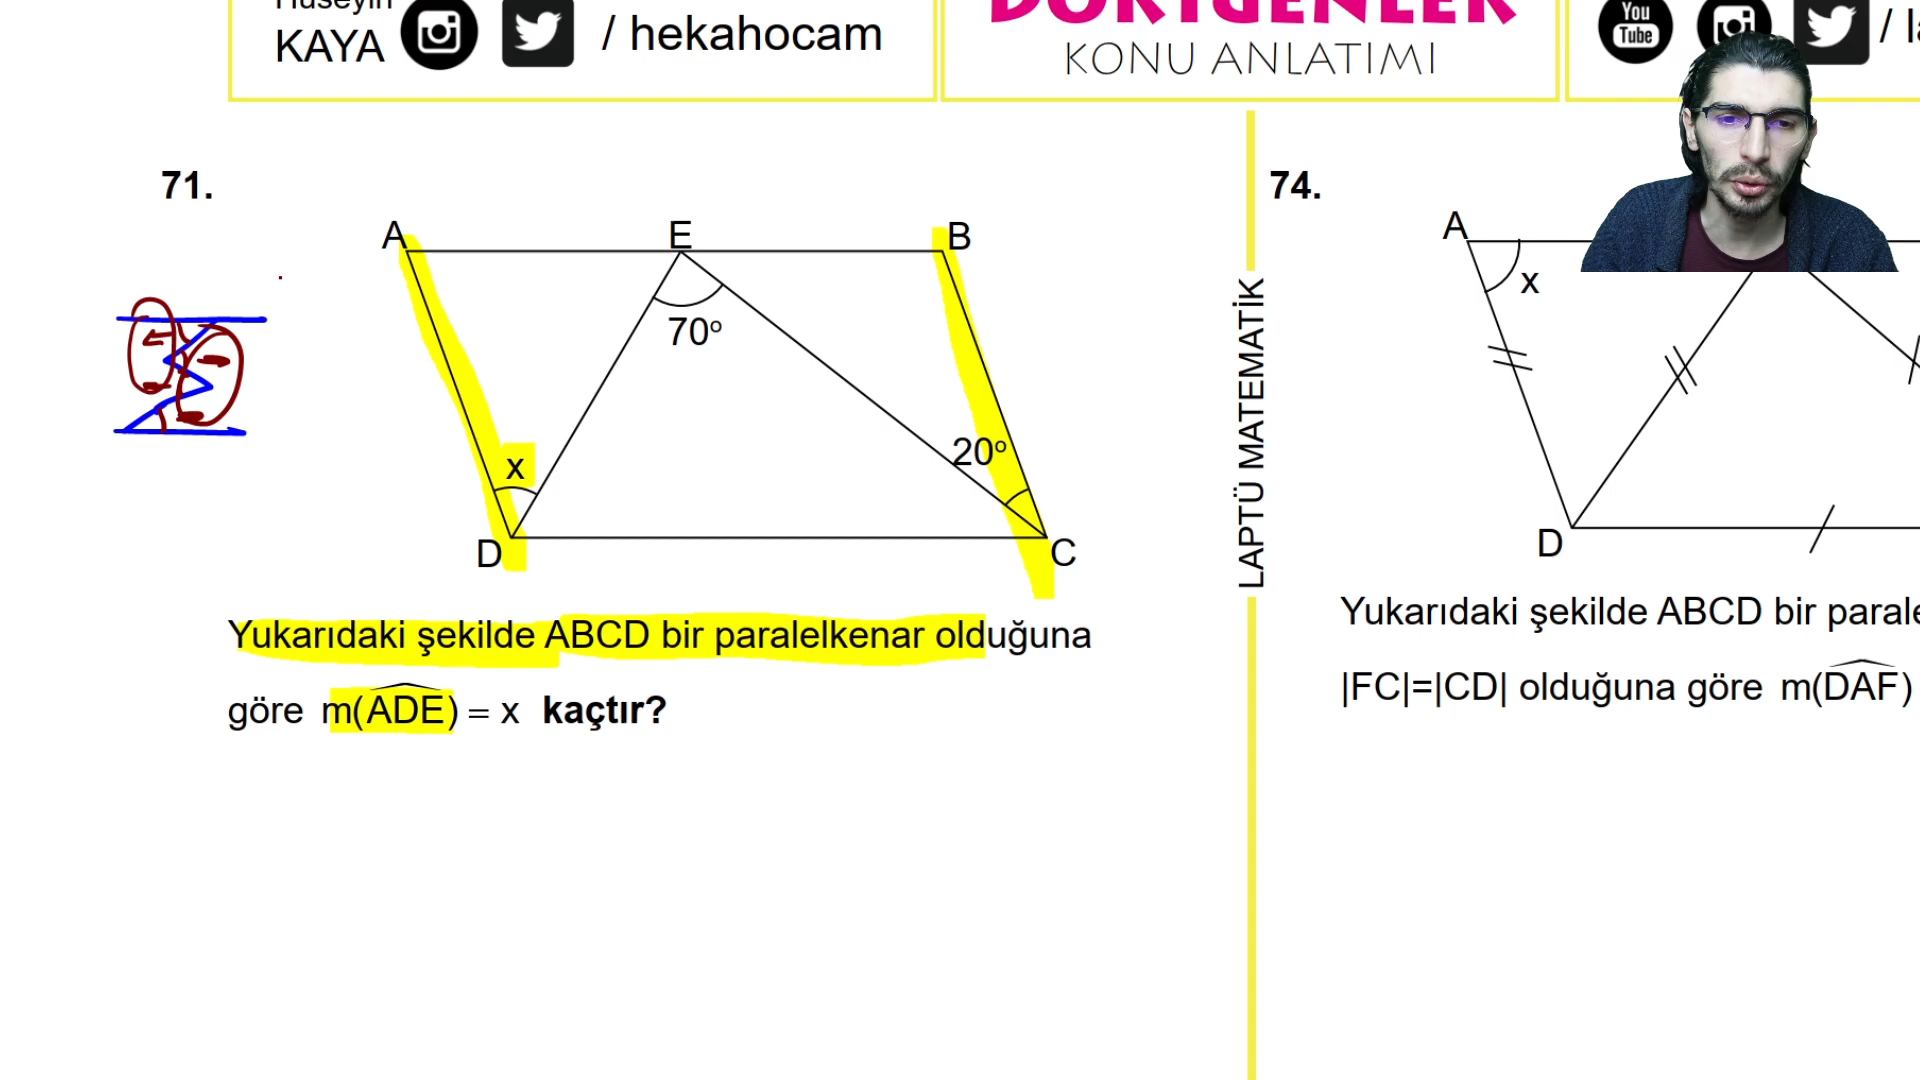 KAYA
/ hekahocam
DÖRTGENLER
KONU ANLATIMI
You
Tube
/
71.
A
E
B
70°
x
20°
D
C
Yukarıdaki şekilde ABCD bir paralelkenar olduğuna
göre m(ADE) = x kaçtır?
LAPTÜ MATEMATİK
74.
A
x
D
Yukarıdaki şekilde ABCD bir
|FC|=|CD| olduğuna göre m(DAF)